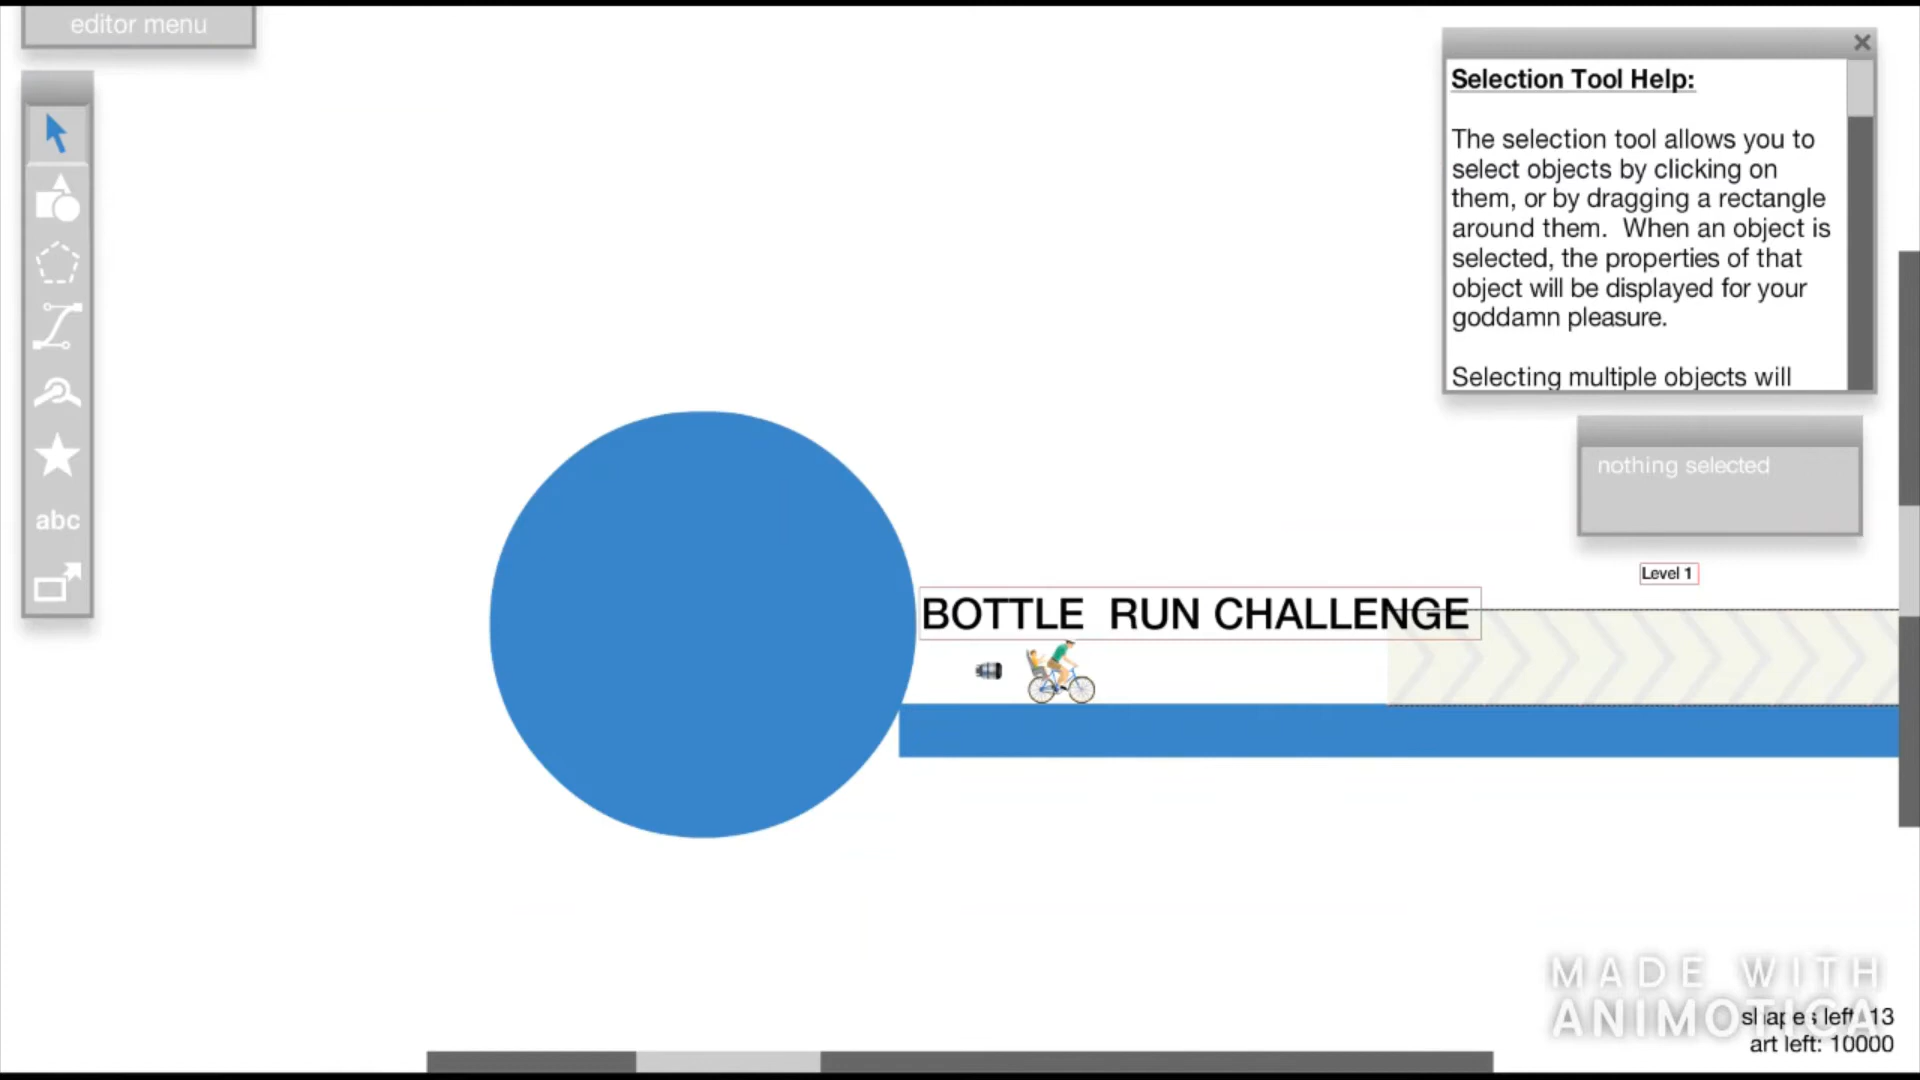 editor menu
Selection Tool Help:
The selection tool allows you to
select objects by clicking on
them, or by dragging a rectangle
around them.  When an object is
selected, the properties of that
object will be displayed for your
goddamn pleasure.
Selecting multiple objects will
nothing selected
abc
Level 1
BOTTLE  RUN CHALLENGE
MADE WITH
ANIMOTICA
shapes left: 13
art left: 10000